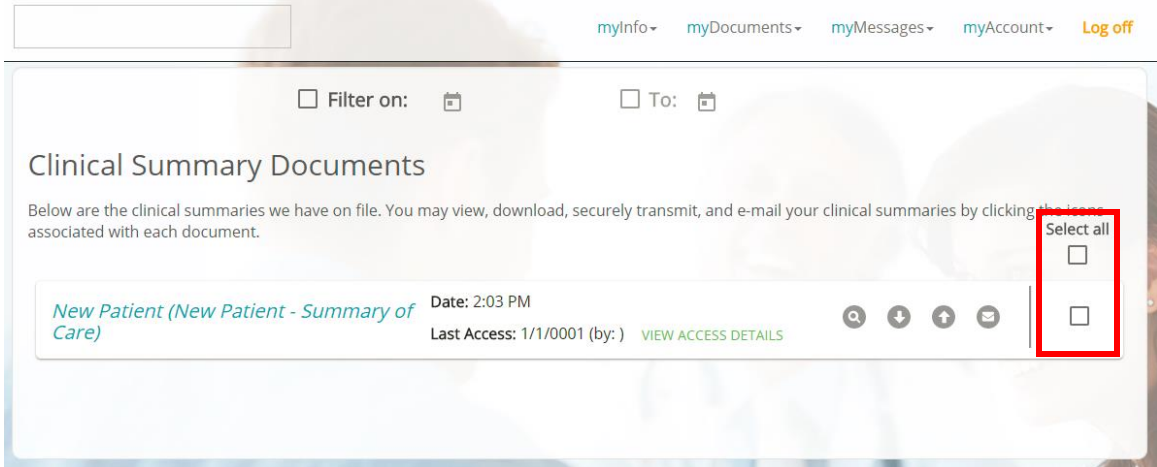 myInfo myDocuments myMessages myAccount Log off
Filter on: To:
Clinical Summary Documents
Below are the clinical summaries we have on file. You may view, download, securely transmit, and e-mail your clinical summaries by clicking the icons
associated with each document.
Select all
New Patient (New Patient - Summary of
Care)
Date: 2:03 PM
Last Access: 1/1/0001 (by: ) VIEW ACCESS DETAILS